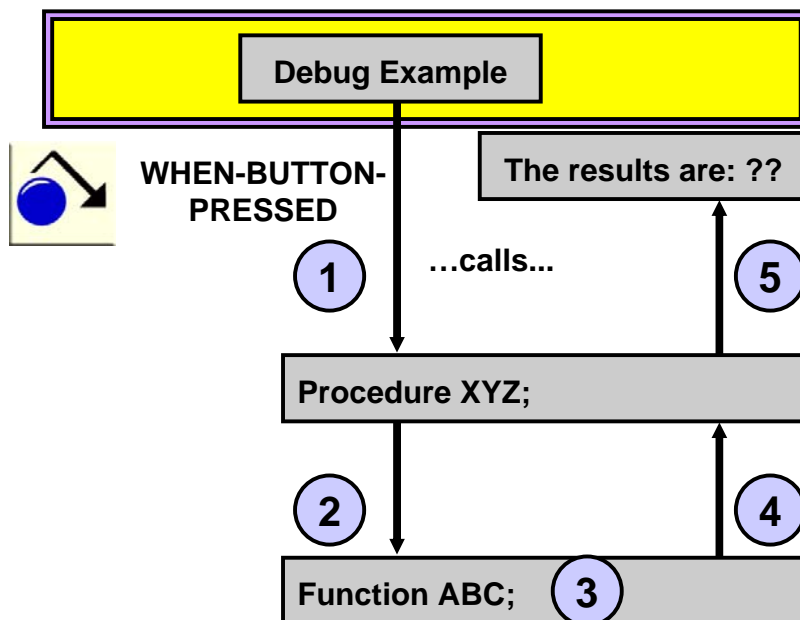 Debug Example
WHEN-BUTTON-
PRESSED
The results are: ??
1
…calls...
5
Procedure XYZ;
2
4
Function ABC;
3